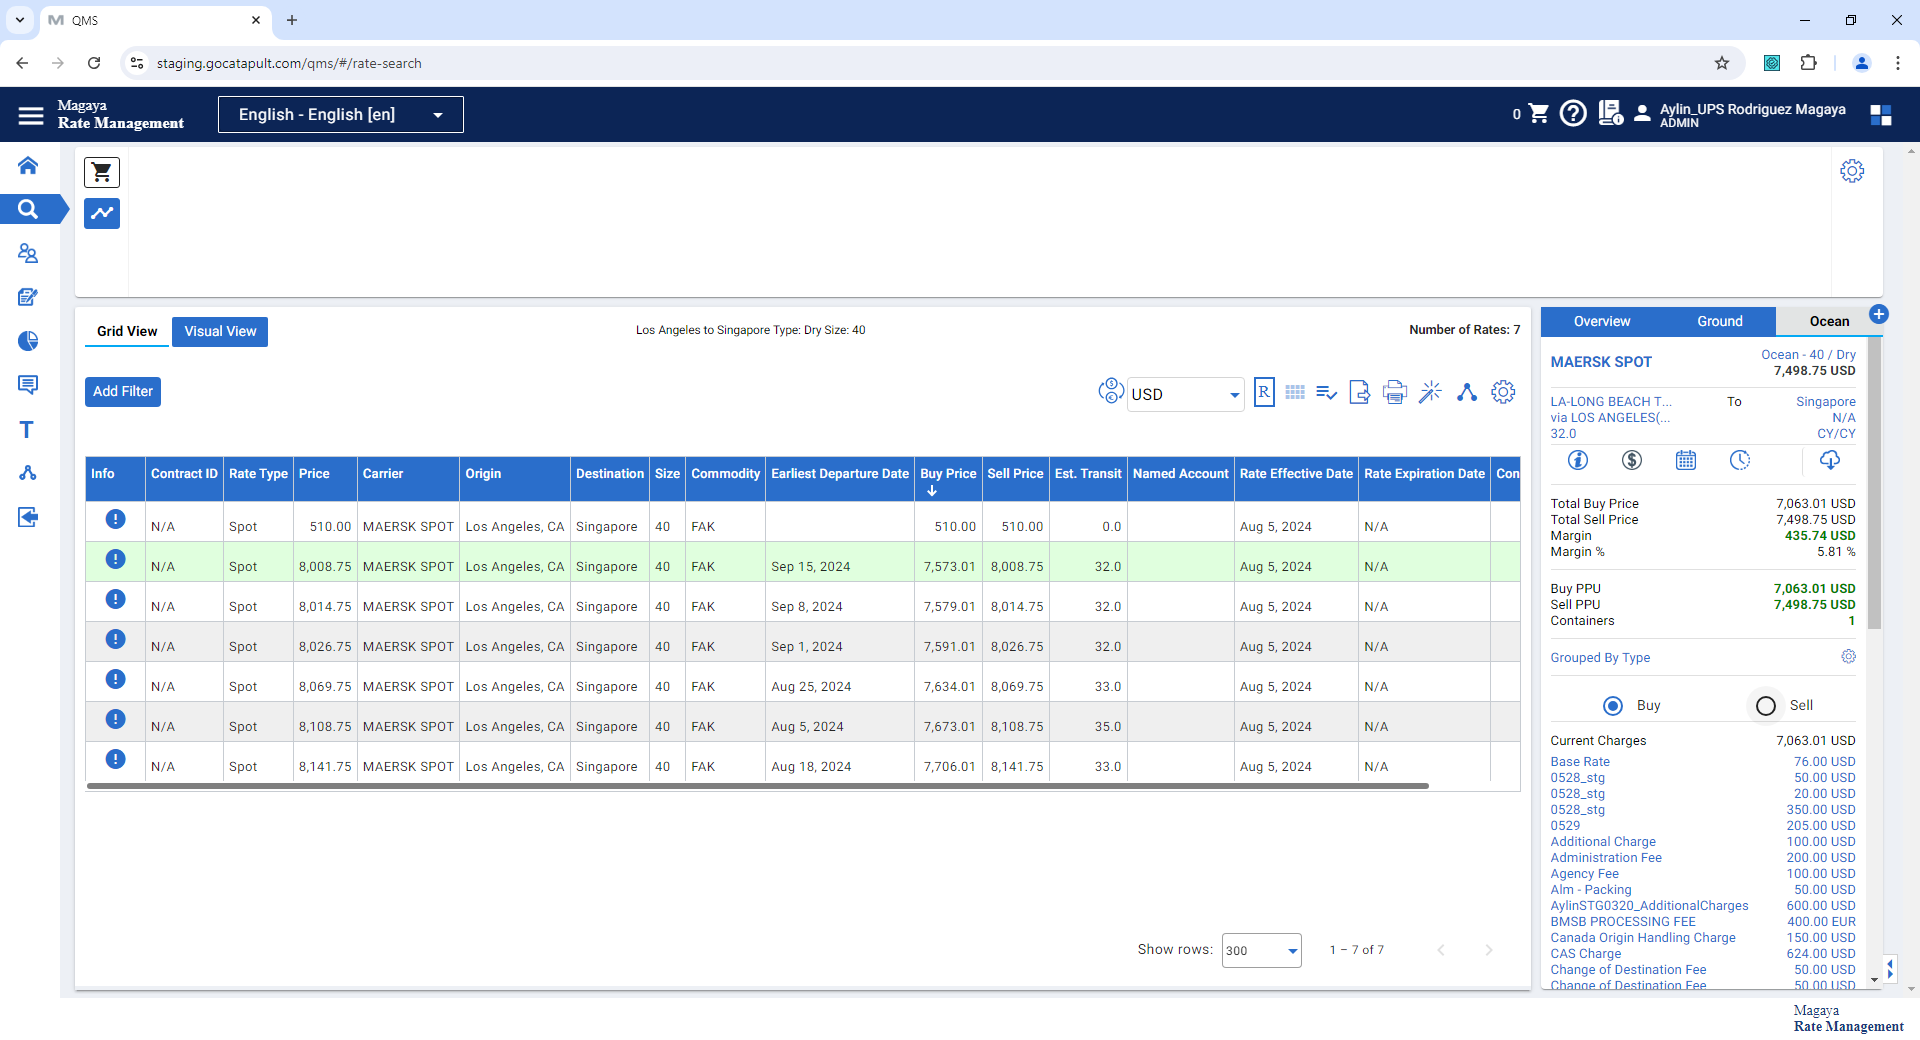 QMS
staging.gocatapult.com/qms/#/rate-search
Magaya
Rate Management
English - English [en]
0
Aylin_UPS Rodriguez Magaya
ADMIN
Grid View
Visual View
Los Angeles to Singapore Type: Dry Size: 40
Number of Rates: 7
Add Filter
USD
R
Info Contract ID Rate Type Price Carrier Origin Destination Size Commodity Earliest Departure Date Buy Price Sell Price Est. Transit Named Account Rate Effective Date Rate Expiration Date Con
N/A Spot 510.00 MAERSK SPOT Los Angeles, CA Singapore 40 FAK 510.00 510.00 0.0 Aug 5, 2024 N/A
N/A Spot 8,008.75 MAERSK SPOT Los Angeles, CA Singapore 40 FAK Sep 15, 2024 7,573.01 8,008.75 32.0 Aug 5, 2024 N/A
N/A Spot 8,014.75 MAERSK SPOT Los Angeles, CA Singapore 40 FAK Sep 8, 2024 7,579.01 8,014.75 32.0 Aug 5, 2024 N/A
N/A Spot 8,026.75 MAERSK SPOT Los Angeles, CA Singapore 40 FAK Sep 1, 2024 7,591.01 8,026.75 32.0 Aug 5, 2024 N/A
N/A Spot 8,069.75 MAERSK SPOT Los Angeles, CA Singapore 40 FAK Aug 25, 2024 7,634.01 8,069.75 33.0 Aug 5, 2024 N/A
N/A Spot 8,108.75 MAERSK SPOT Los Angeles, CA Singapore 40 FAK Aug 5, 2024 7,673.01 8,108.75 35.0 Aug 5, 2024 N/A
N/A Spot 8,141.75 MAERSK SPOT Los Angeles, CA Singapore 40 FAK Aug 18, 2024 7,706.01 8,141.75 33.0 Aug 5, 2024 N/A
Show rows: 300 1 – 7 of 7
Overview Ground Ocean
MAERSK SPOT
Ocean - 40 / Dry
7,498.75 USD
LA-LONG BEACH T... To Singapore
via LOS ANGELES(... N/A
32.0 CY/CY
Total Buy Price 7,063.01 USD
Total Sell Price 7,498.75 USD
Margin 435.74 USD
Margin % 5.81 %
Buy PPU 7,063.01 USD
Sell PPU 7,498.75 USD
Containers 1
Grouped By Type
Buy Sell
Current Charges 7,063.01 USD
Base Rate 76.00 USD
0528_stg 50.00 USD
0528_stg 20.00 USD
0528_stg 350.00 USD
0529 205.00 USD
Additional Charge 100.00 USD
Administration Fee 200.00 USD
Agency Fee 100.00 USD
Alm - Packing 50.00 USD
AylinSTG0320_AdditionalCharges 600.00 USD
BMSB PROCESSING FEE 400.00 EUR
Canada Origin Handling Charge 150.00 USD
CAS Charge 624.00 USD
Change of Destination Fee 50.00 USD
Change of Destination Fee 50.00 USD
Magaya
Rate Management